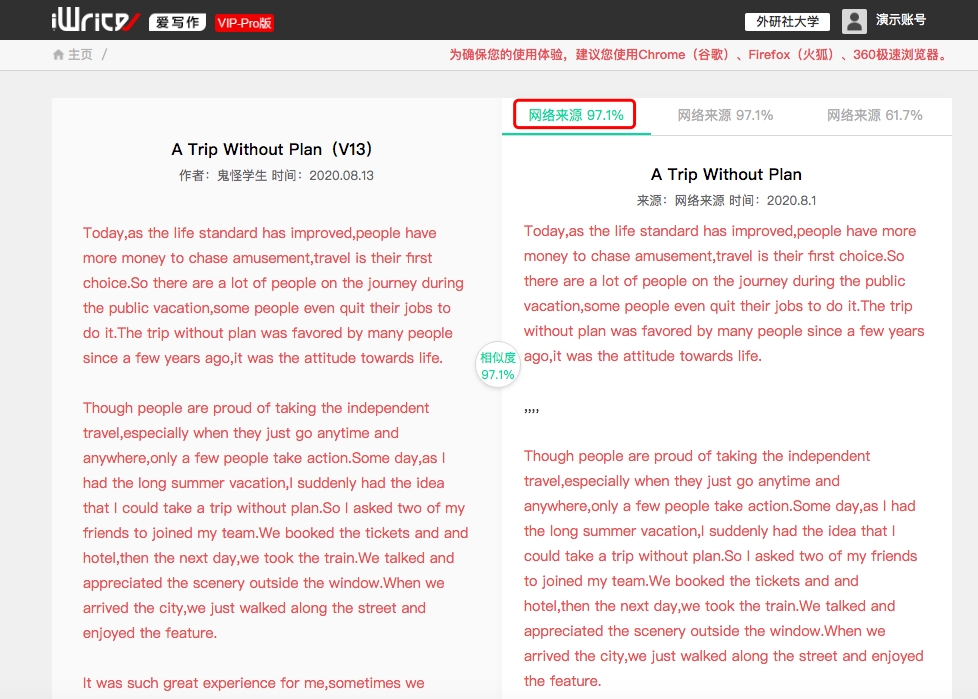 iWrite 爱写作 VIP-Pro版 外研社大学 演示账号
主页 / 为确保您的使用体验，建议您使用Chrome（谷歌）、Firefox（火狐）、360极速浏览器。
A Trip Without Plan（V13）
作者：鬼怪学生 时间：2020.08.13
Today,as the life standard has improved,people have
more money to chase amusement,travel is their first
choice.So there are a lot of people on the journey during
the public vacation,some people even quit their jobs to
do it.The trip without plan was favored by many people
since a few years ago,it was the attitude towards life.
Though people are proud of taking the independent
travel,especially when they just go anytime and
anywhere,only a few people take action.Some day,as I
had the long summer vacation,I suddenly had the idea
that I could take a trip without plan.So I asked two of my
friends to joined my team.We booked the tickets and and
hotel,then the next day,we took the train.We talked and
appreciated the scenery outside the window.When we
arrived the city,we just walked along the street and
enjoyed the feature.
It was such great experience for me,sometimes we
相似度
97.1%
网络来源 97.1% 网络来源 97.1% 网络来源 61.7%
A Trip Without Plan
来源：网络来源 时间：2020.8.1
Today,as the life standard has improved,people have more
money to chase amusement,travel is their first choice.So
there are a lot of people on the journey during the public
vacation,some people even quit their jobs to do it.The trip
without plan was favored by many people since a few years
ago,it was the attitude towards life.
,,,,
Though people are proud of taking the independent
travel,especially when they just go anytime and
anywhere,only a few people take action.Some day,as I had
the long summer vacation,I suddenly had the idea that I
could take a trip without plan.So I asked two of my friends
to joined my team.We booked the tickets and and
hotel,then the next day,we took the train.We talked and
appreciated the scenery outside the window.When we
arrived the city,we just walked along the street and enjoyed
the feature.